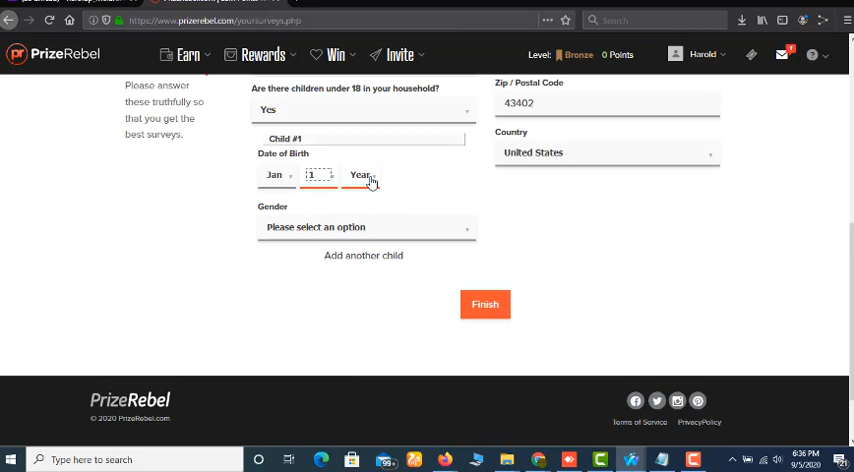 https://www.prizerebel.com/yoursurveys.php
Search
PrizeRebel
Earn
Rewards
Win
Invite
Level: Bronze
0 Points
Harold
Please answer
these truthfully so
that you get the
best surveys.
Are there children under 18 in your household?
Yes
Child #1
Date of Birth
Jan
1
Year
Gender
Please select an option
Add another child
Zip / Postal Code
43402
Country
United States
Finish
PrizeRebel
© 2020 PrizeRebel.com
Terms of Service
PrivacyPolicy
Type here to search
99+
6:36 PM
9/5/2020
21